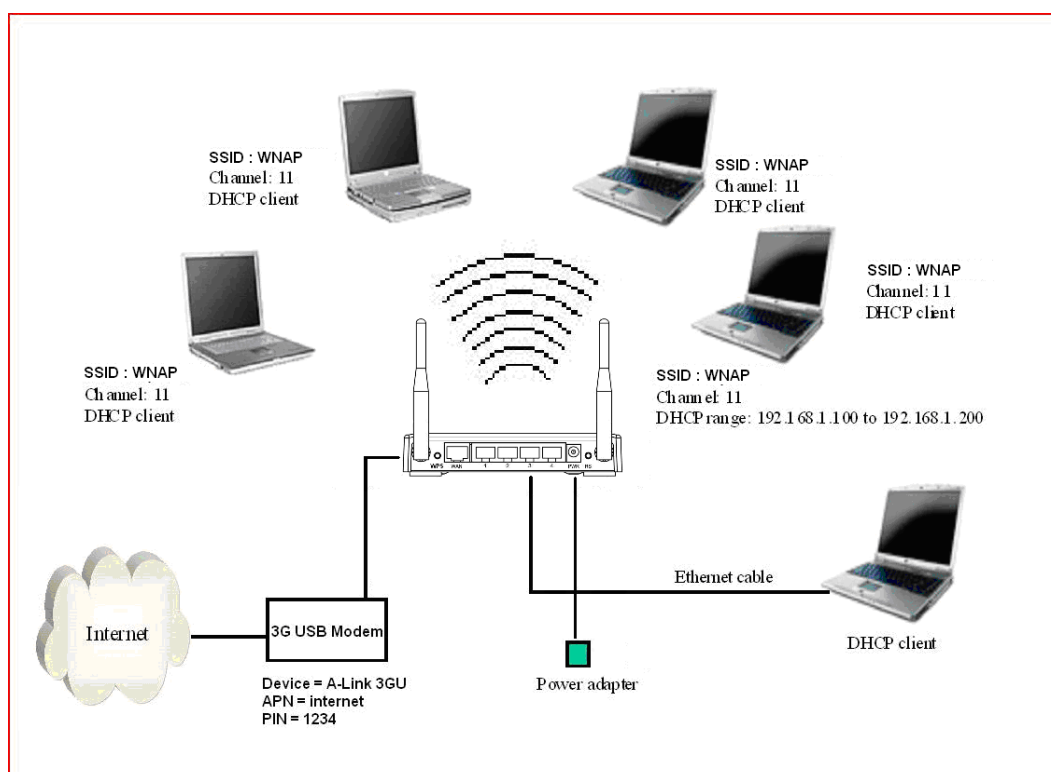 SSID : WNAP
Channel: 11
DHCP client
SSID : WNAP
Channel: 11
DHCP client
SSID : WNAP
Channel: 11
DHCP client
SSID : WNAP
Channel: 11
DHCP client
SSID : WNAP
Channel: 11
DHCP range: 192.168.1.100 to 192.168.1.200
WPS WAN 1 2 3 4 PWR RS
Ethernet cable
Internet
3G USB Modem
DHCP client
Device = A-Link 3GU
APN = internet
PIN = 1234
Power adapter